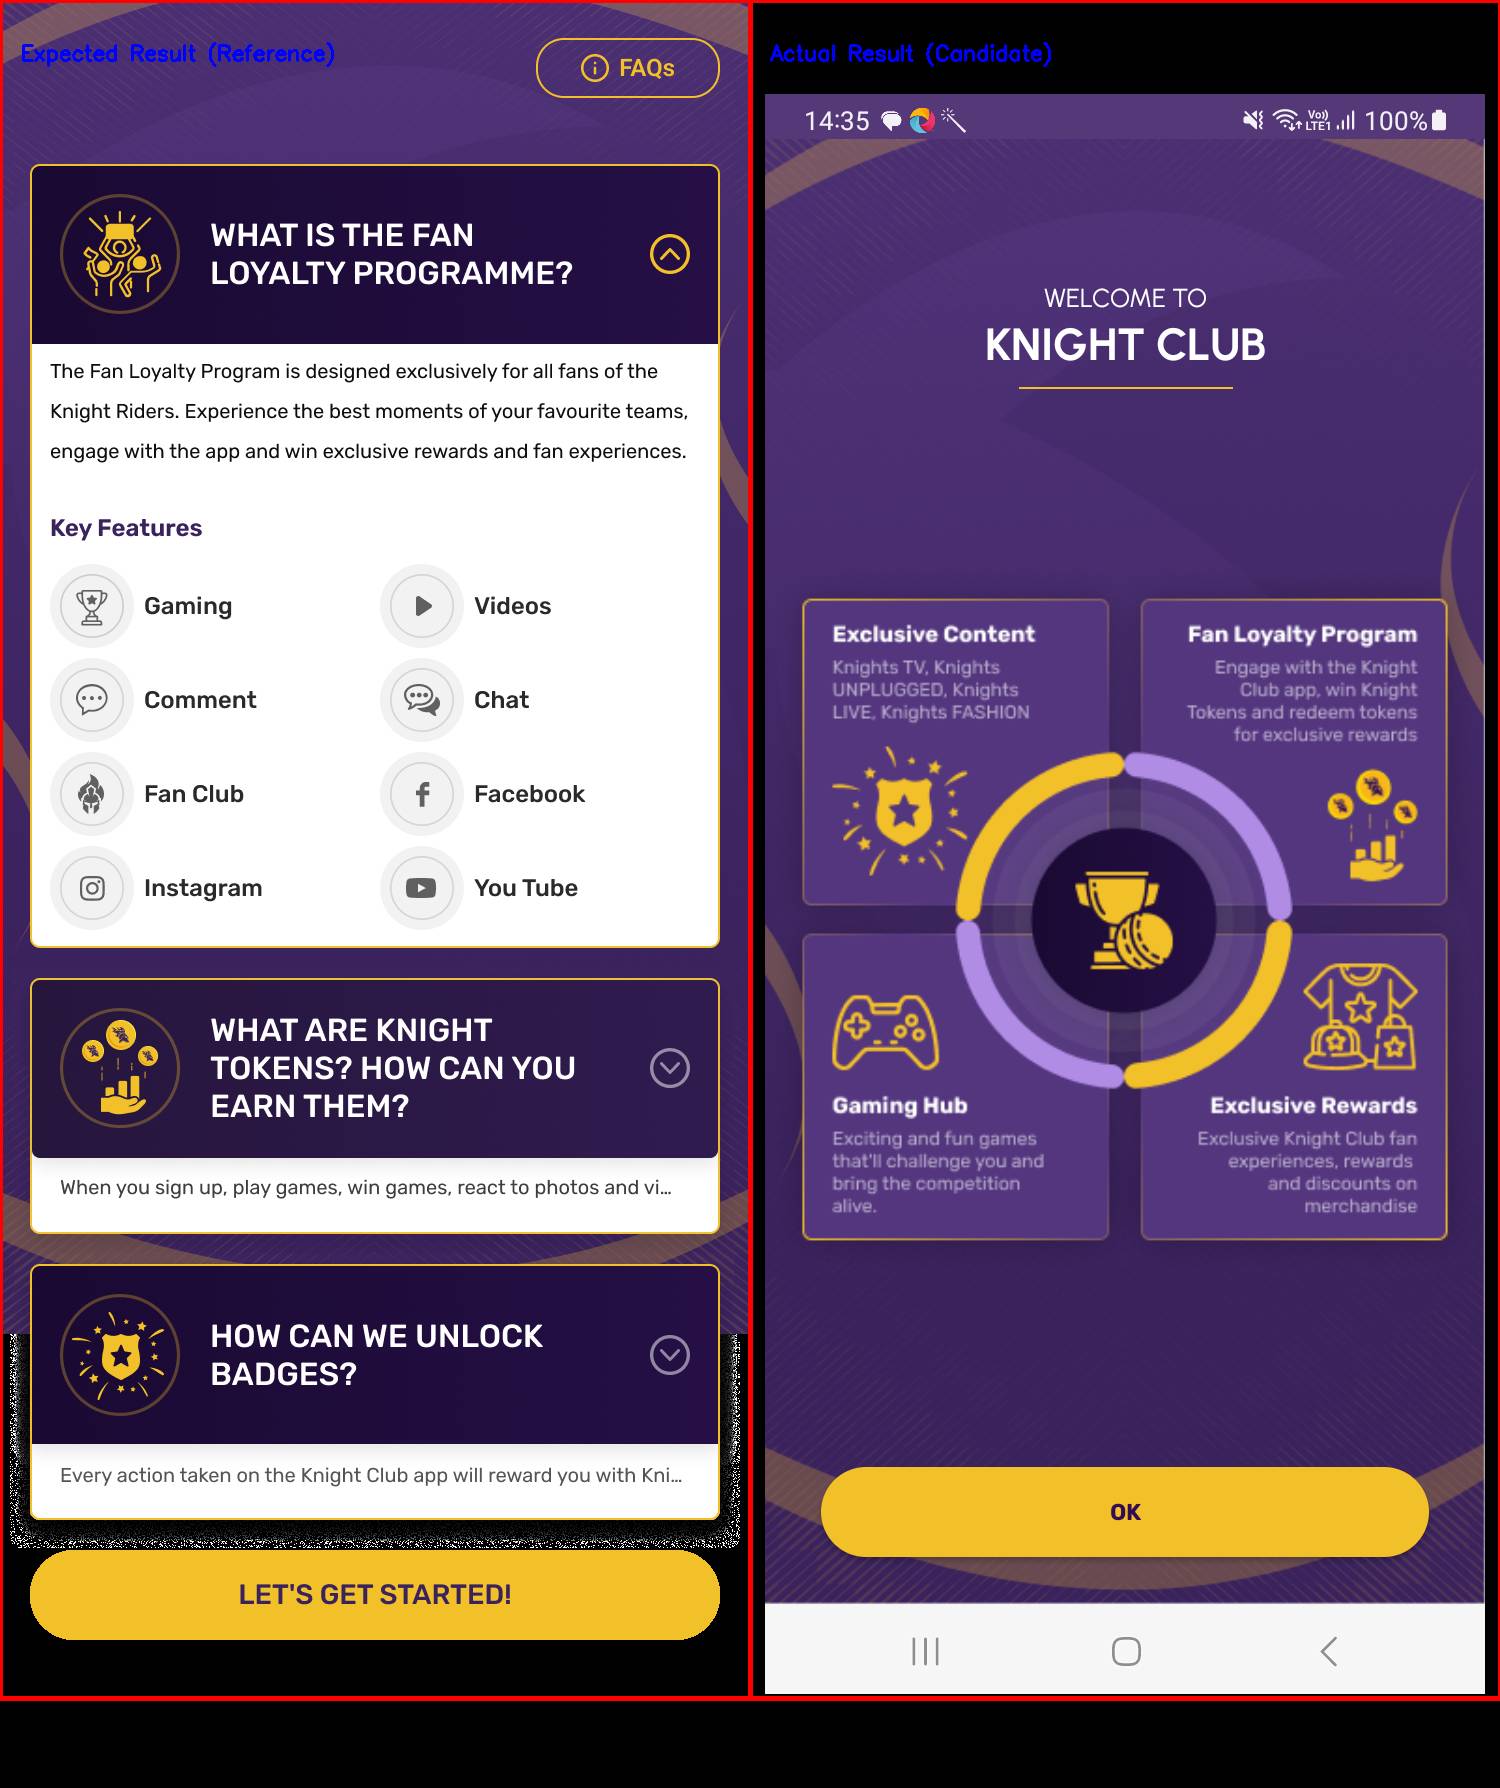 Expected Result (Reference)
FAQs
WHAT IS THE FAN
LOYALTY PROGRAMME?
The Fan Loyalty Program is designed exclusively for all fans of the
Knight Riders. Experience the best moments of your favourite teams,
engage with the app and win exclusive rewards and fan experiences.
Key Features
Gaming
Videos
Comment
Chat
Fan Club
Facebook
Instagram
You Tube
WHAT ARE KNIGHT
TOKENS? HOW CAN YOU
EARN THEM?
When you sign up, play games, win games, react to photos and vi...
HOW CAN WE UNLOCK
BADGES?
Every action taken on the Knight Club app will reward you with Kni...
LET'S GET STARTED!
Actual Result (Candidate)
14:35
Vo)) LTE1 100%
WELCOME TO
KNIGHT CLUB
Exclusive Content
Knights TV, Knights
UNPLUGGED, Knights
LIVE, Knights FASHION
Fan Loyalty Program
Engage with the Knight
Club app, win Knight
Tokens and redeem tokens
for exclusive rewards
Gaming Hub
Exciting and fun games
that'll challenge you and
bring the competition
alive.
Exclusive Rewards
Exclusive Knight Club fan
experiences, rewards
and discounts on
merchandise
OK